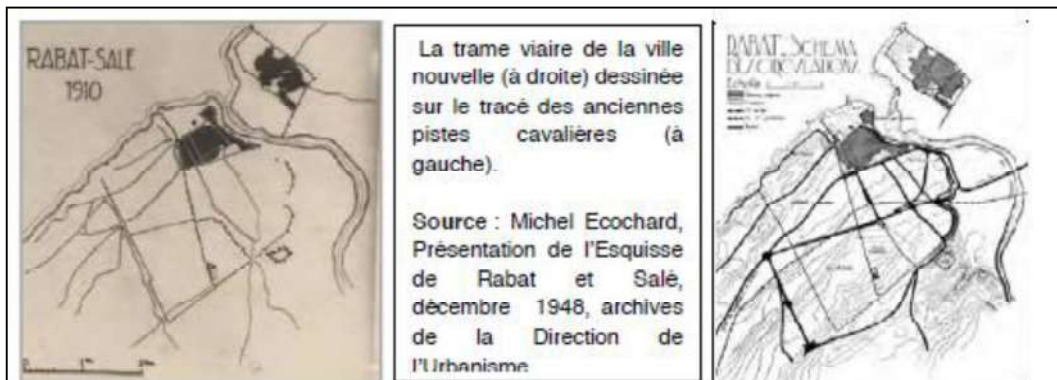 RABAT-SALE
1910
La trame viaire de la ville
nouvelle (à droite) dessinée
sur le tracé des anciennes
pistes cavalières (à
gauche).
Source : Michel Ecochard,
Présentation de l'Esquisse
de Rabat et Salé,
décembre 1948, archives
de la Direction de
l'Urbanisme
RABAT. SCHEMA
DES CIRCULATIONS